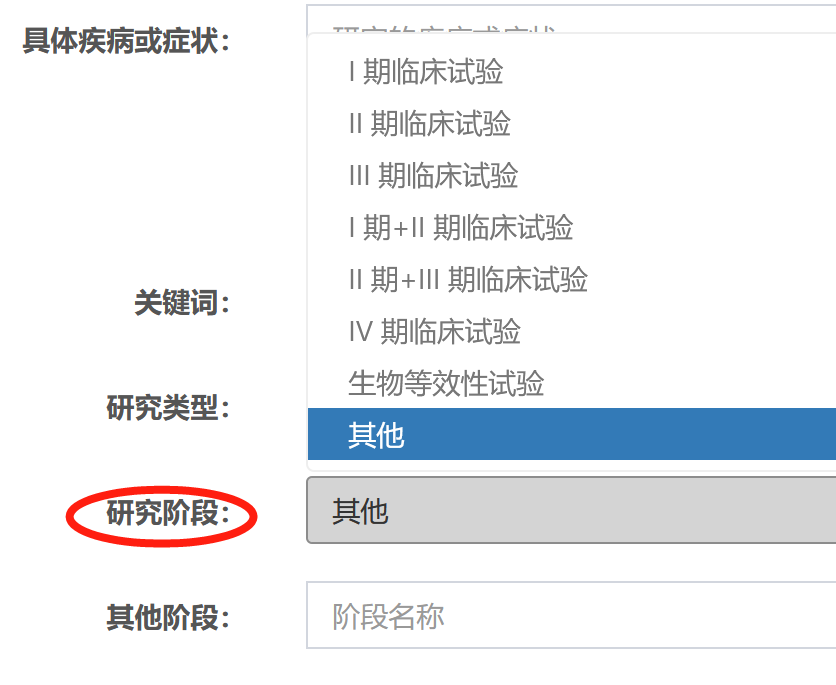 具体疾病或症状：
I 期临床试验
II 期临床试验
III 期临床试验
I 期+II 期临床试验
II 期+III 期临床试验
关键词：
IV 期临床试验
生物等效性试验
研究类型：
其他
研究阶段： 其他
其他阶段： 阶段名称